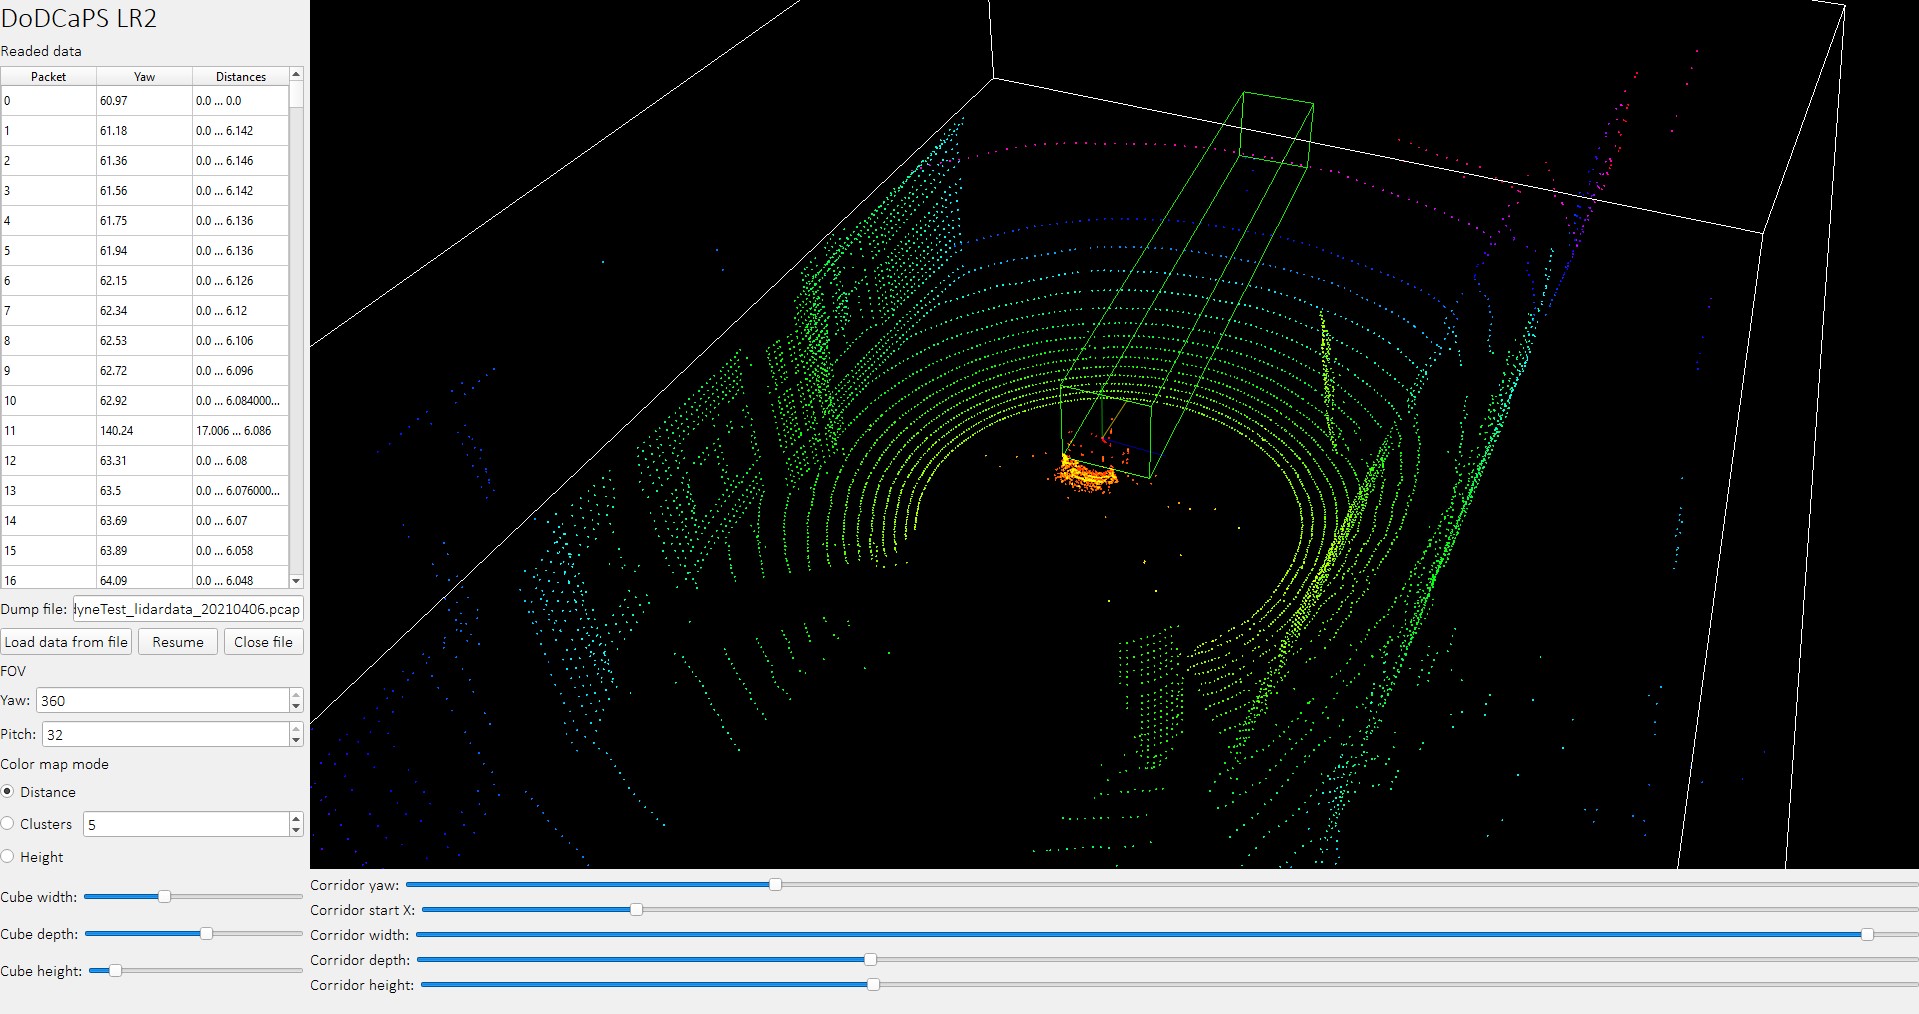 DoDCaPS LR2
Readed data
Packet Yaw Distances
0 60.97 0.0 ... 0.0
1 61.18 0.0 ... 6.142
2 61.36 0.0 ... 6.146
3 61.56 0.0 ... 6.142
4 61.75 0.0 ... 6.136
5 61.94 0.0 ... 6.136
6 62.15 0.0 ... 6.126
7 62.34 0.0 ... 6.12
8 62.53 0.0 ... 6.106
9 62.72 0.0 ... 6.096
10 62.92 0.0 ... 6.084000...
11 140.24 17.006 ... 6.086
12 63.31 0.0 ... 6.08
13 63.5 0.0 ... 6.076000...
14 63.69 0.0 ... 6.07
15 63.89 0.0 ... 6.058
16 64.09 0.0 ... 6.048
Dump file: lyneTest_lidardata_20210406.pcap
Load data from file Resume Close file
FOV
Yaw: 360
Pitch: 32
Color map mode
Distance
Clusters 5
Height
Cube width:
Cube depth:
Cube height:
Corridor yaw:
Corridor start X:
Corridor width:
Corridor depth:
Corridor height: